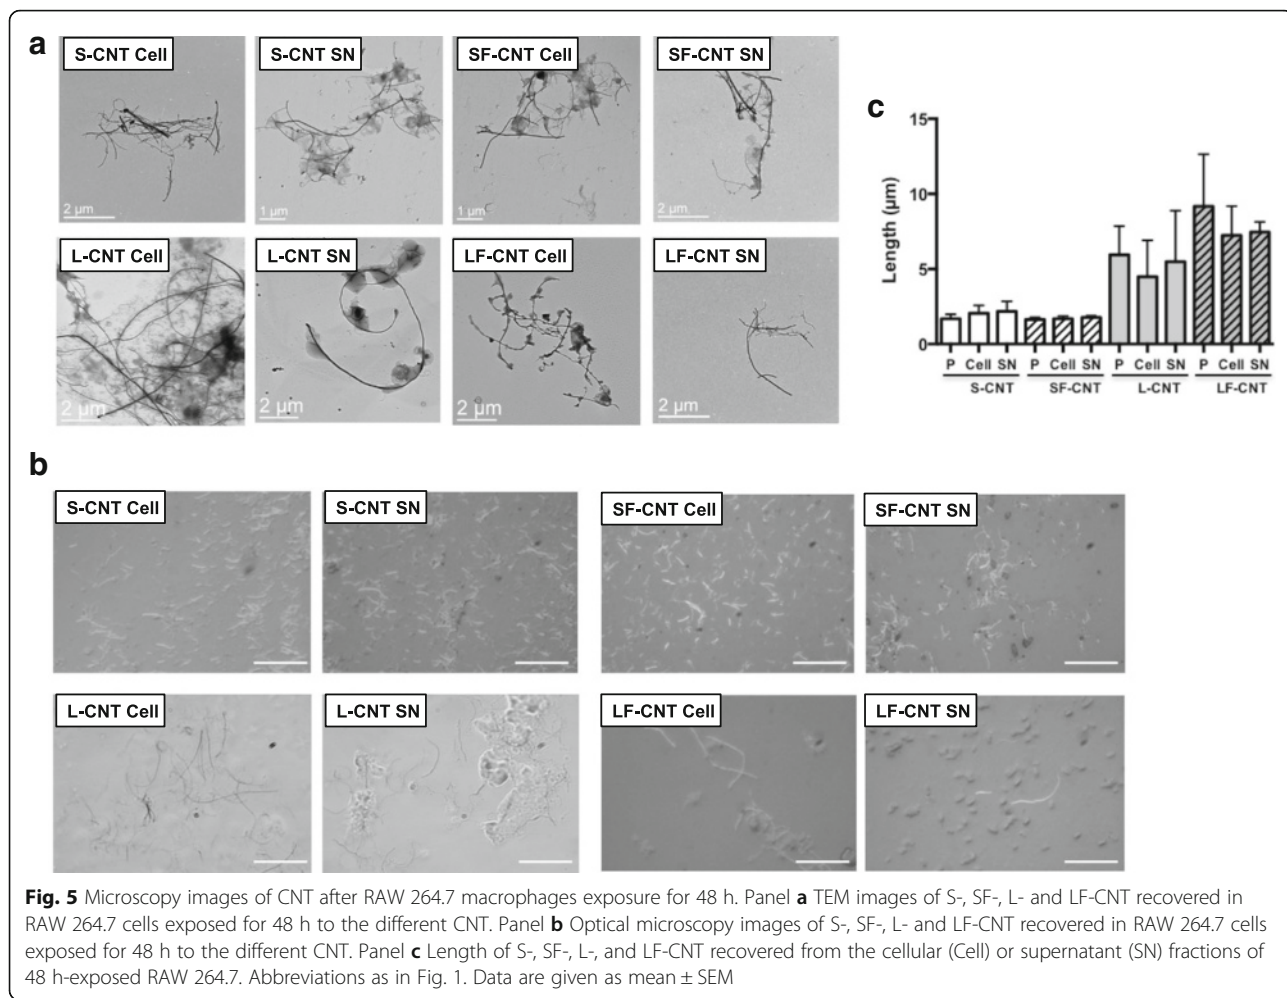 a
S-CNT Cell
S-CNT SN
SF-CNT Cell
SF-CNT SN
2 µm
1 µm
1 µm
2 µm
L-CNT Cell
L-CNT SN
LF-CNT Cell
LF-CNT SN
2 µm
2 µm
2 µm
2 µm
c
Length (µm)
15
10
5
0
P Cell SN P Cell SN P Cell SN P Cell SN
S-CNT SF-CNT L-CNT LF-CNT
b
S-CNT Cell
S-CNT SN
SF-CNT Cell
SF-CNT SN
L-CNT Cell
L-CNT SN
LF-CNT Cell
LF-CNT SN
Fig. 5 Microscopy images of CNT after RAW 264.7 macrophages exposure for 48 h. Panel a TEM images of S-, SF-, L- and LF-CNT recovered in
RAW 264.7 cells exposed for 48 h to the different CNT. Panel b Optical microscopy images of S-, SF-, L- and LF-CNT recovered in RAW 264.7 cells
exposed for 48 h to the different CNT. Panel c Length of S-, SF-, L-, and LF-CNT recovered from the cellular (Cell) or supernatant (SN) fractions of
48 h-exposed RAW 264.7. Abbreviations as in Fig. 1. Data are given as mean ± SEM